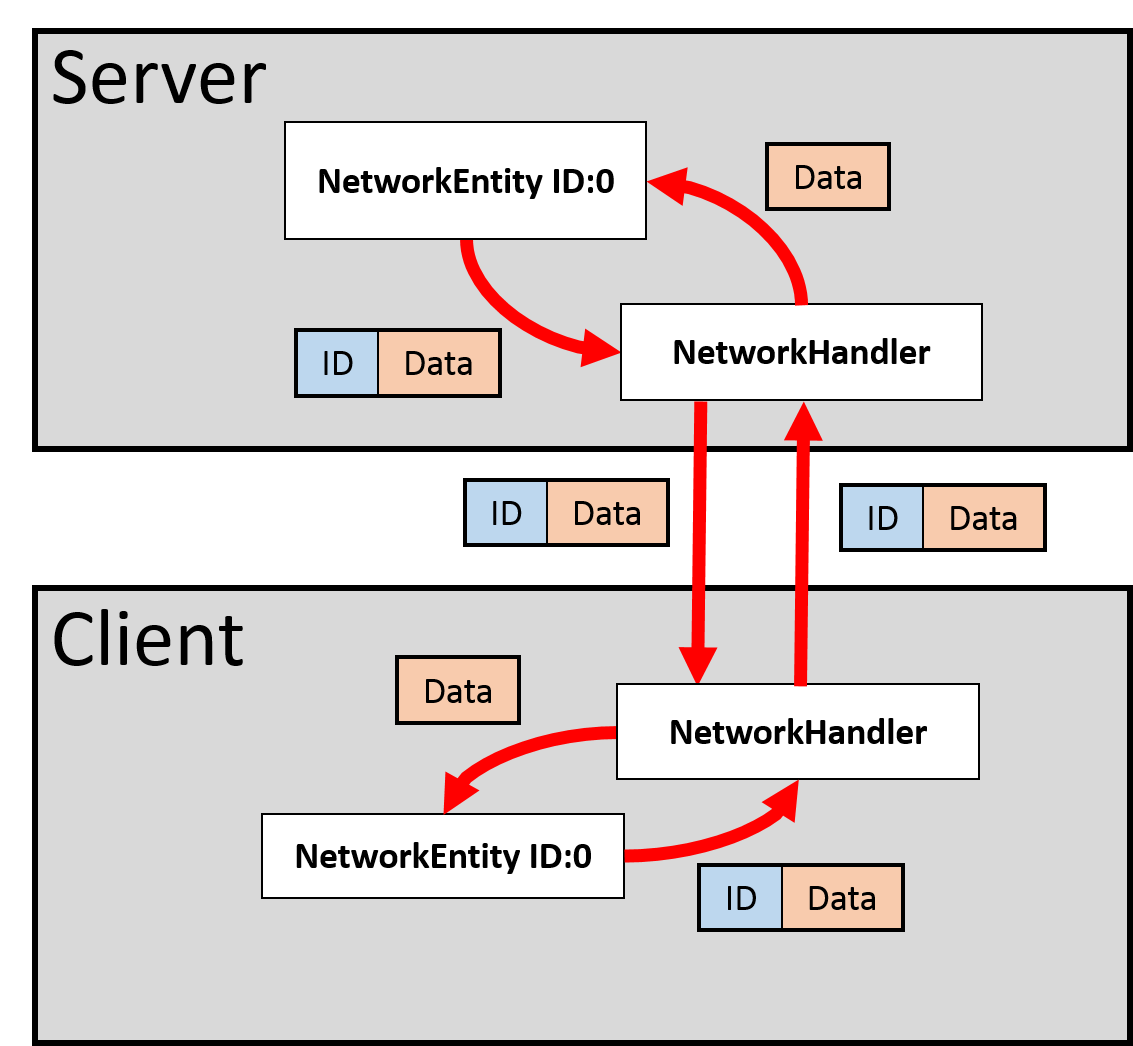 Server
NetworkEntity ID:0
Data
NetworkHandler
ID Data
ID Data
ID Data
Client
Data
NetworkHandler
NetworkEntity ID:0
ID Data